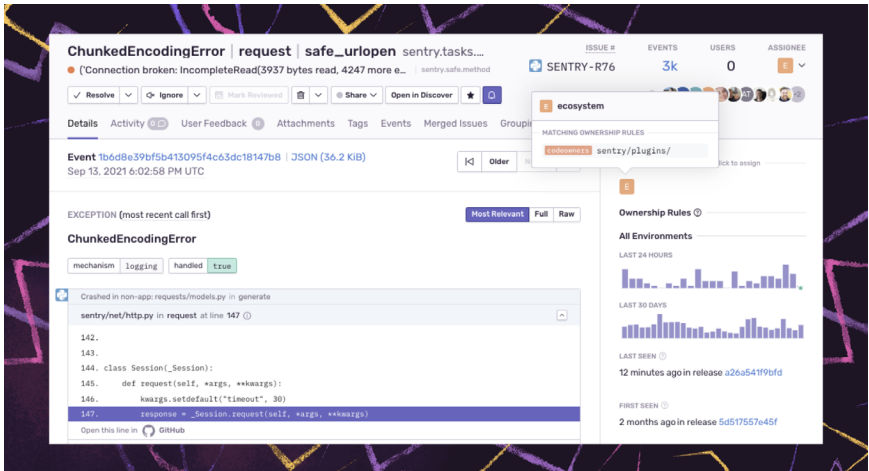 ChunkedEncodingError | request | safe_urlopen sentry.tasks....
('Connection broken: IncompleteRead(3937 bytes read, 4247 more e... sentry.safe.method
ISSUE # EVENTS USERS ASSIGNEE
SENTRY-R76 3k 0 E
Resolve Ignore Mark Reviewed Share Open in Discover
AT +2
Details Activity 0 User Feedback 0 Attachments Tags Events Merged Issues Groupin
E ecosystem
MATCHING OWNERSHIP RULES
codeowners sentry/plugins/
Event 1b6d8e39bf5b413095f4c63dc18147b8 | JSON (36.2 KiB)
Sep 13, 2021 6:02:58 PM UTC
Older
lick to assign
E
EXCEPTION (most recent call first)
Most Relevant Full Raw
ChunkedEncodingError
mechanism logging handled true
Crashed in non-app: requests/models.py in generate
sentry/net/http.py in request at line 147
142.
143.
144. class Session(_Session):
145. def request(self, *args, **kwargs):
146. kwargs.setdefault("timeout", 30)
147. response = _Session.request(self, *args, **kwargs)
Open this line in GitHub
Ownership Rules
All Environments
LAST 24 HOURS
LAST 30 DAYS
LAST SEEN
12 minutes ago in release a26a541f9bfd
FIRST SEEN
2 months ago in release 5d517557e45f